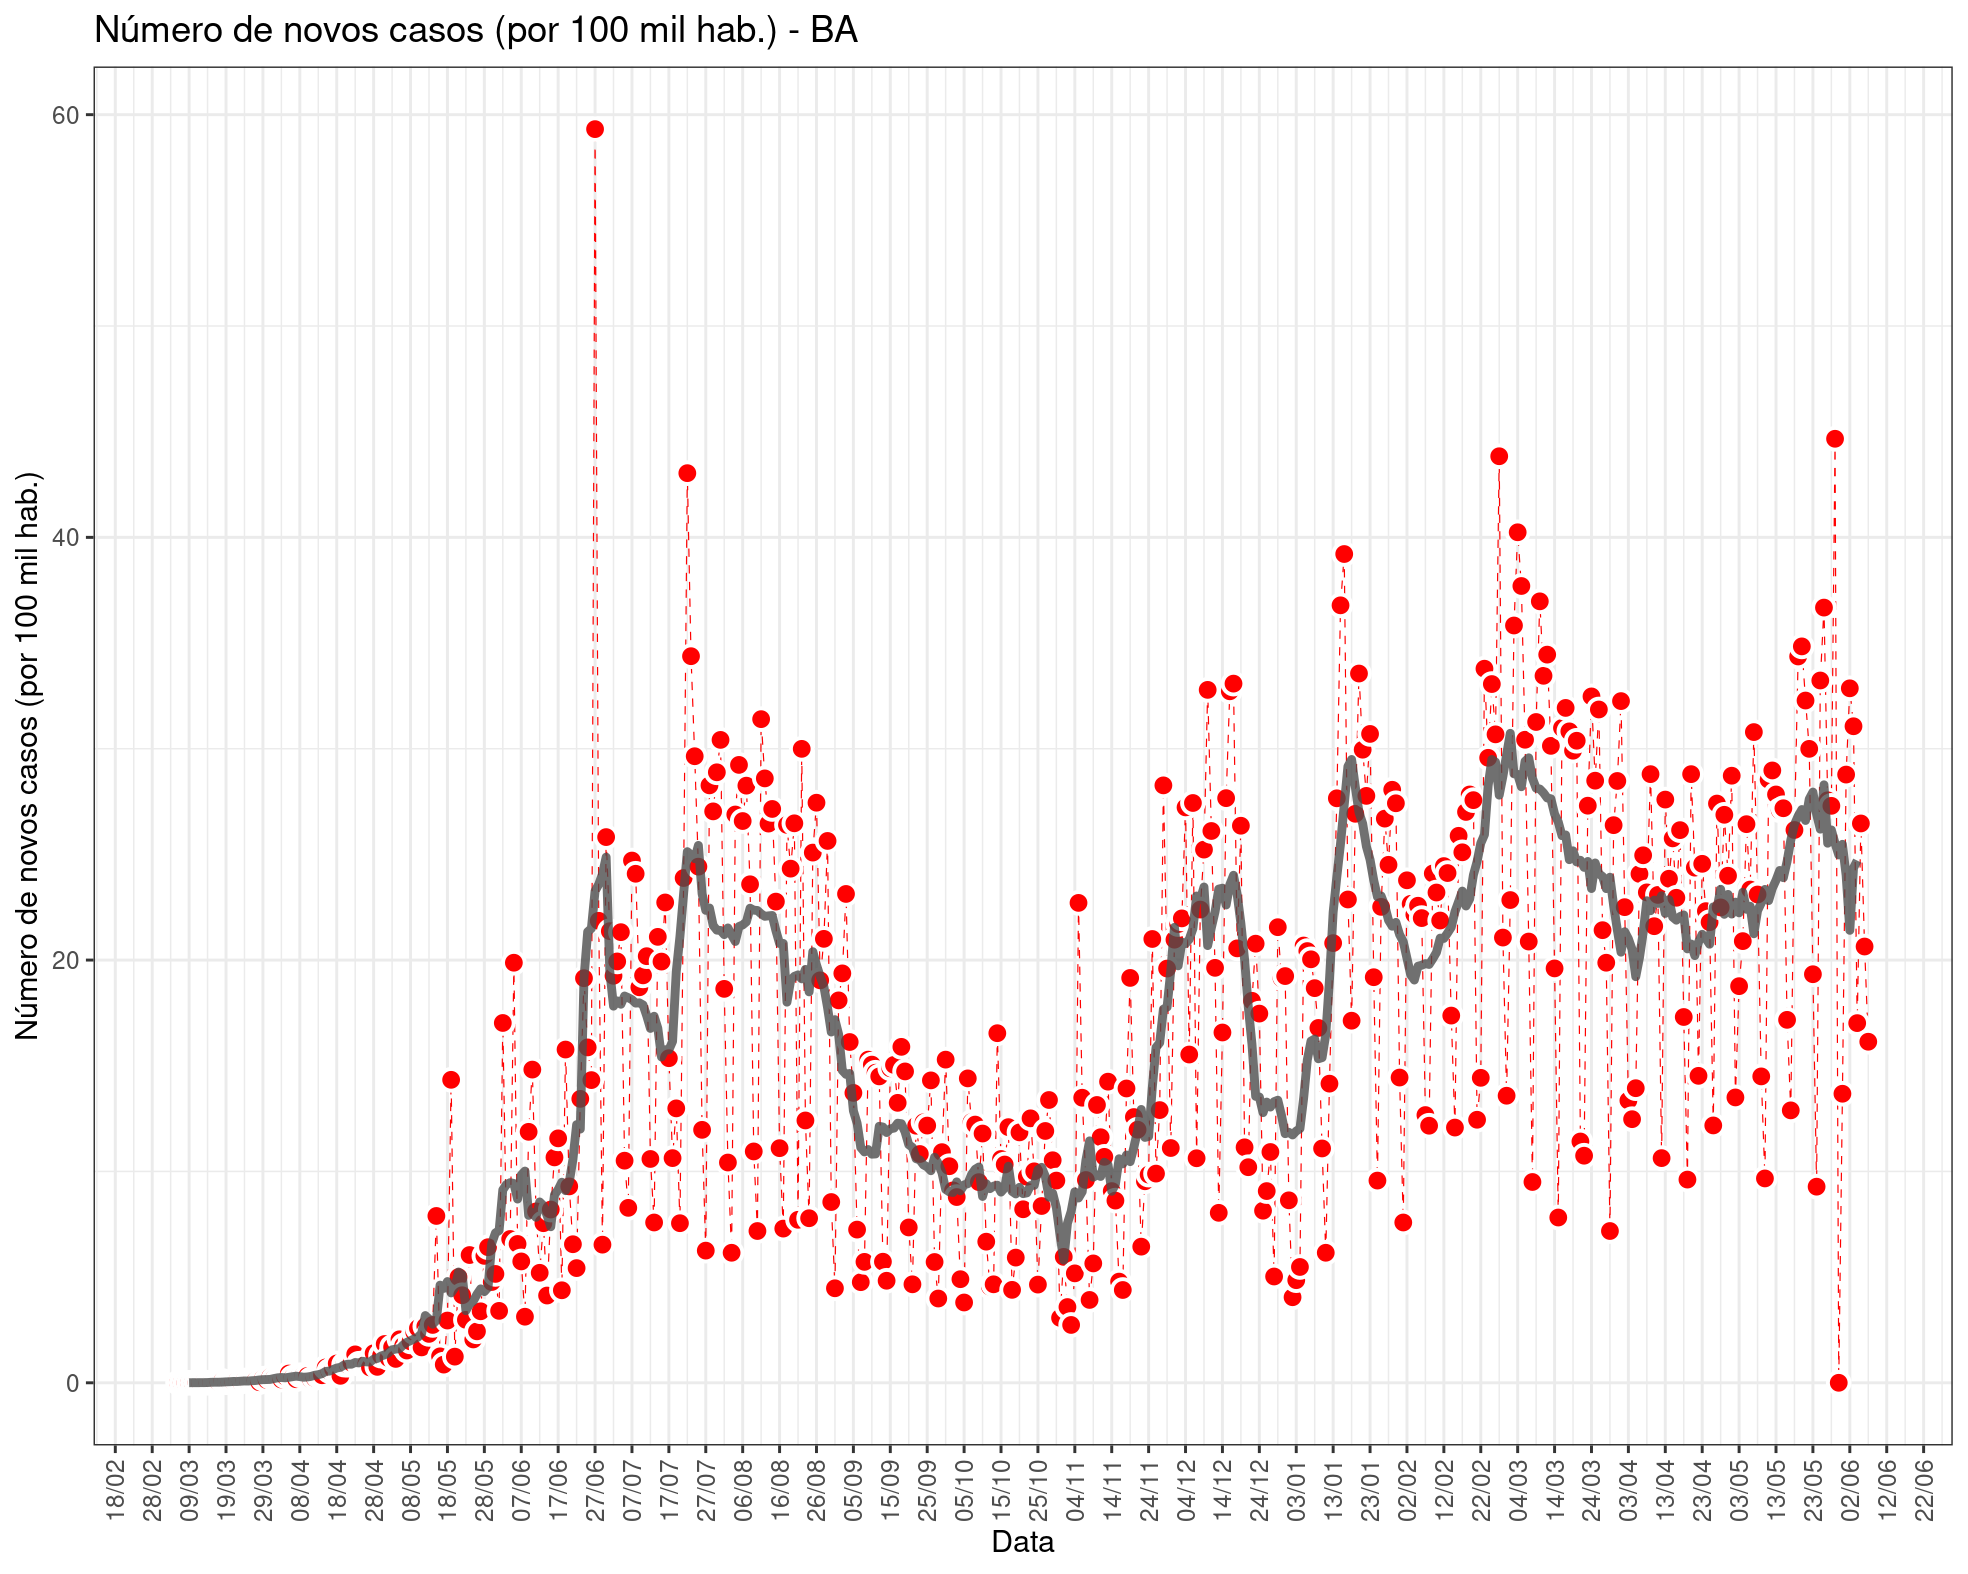 Número de novos casos (por 100 mil hab.) - BA
Número de novos casos (por 100 mil hab.)
60
40
20
0
18/02 28/02 09/03 19/03 29/03 08/04 18/04 28/04 08/05 18/05 28/05 07/06 17/06 27/06 07/07 17/07 27/07 06/08 16/08 26/08 05/09 15/09 25/09 05/10 15/10 25/10 04/11 14/11 24/11 04/12 14/12 24/12 03/01 13/01 23/01 02/02 12/02 22/02 04/03 14/03 24/03 03/04 13/04 23/04 03/05 13/05 23/05 02/06 12/06 22/06
Data